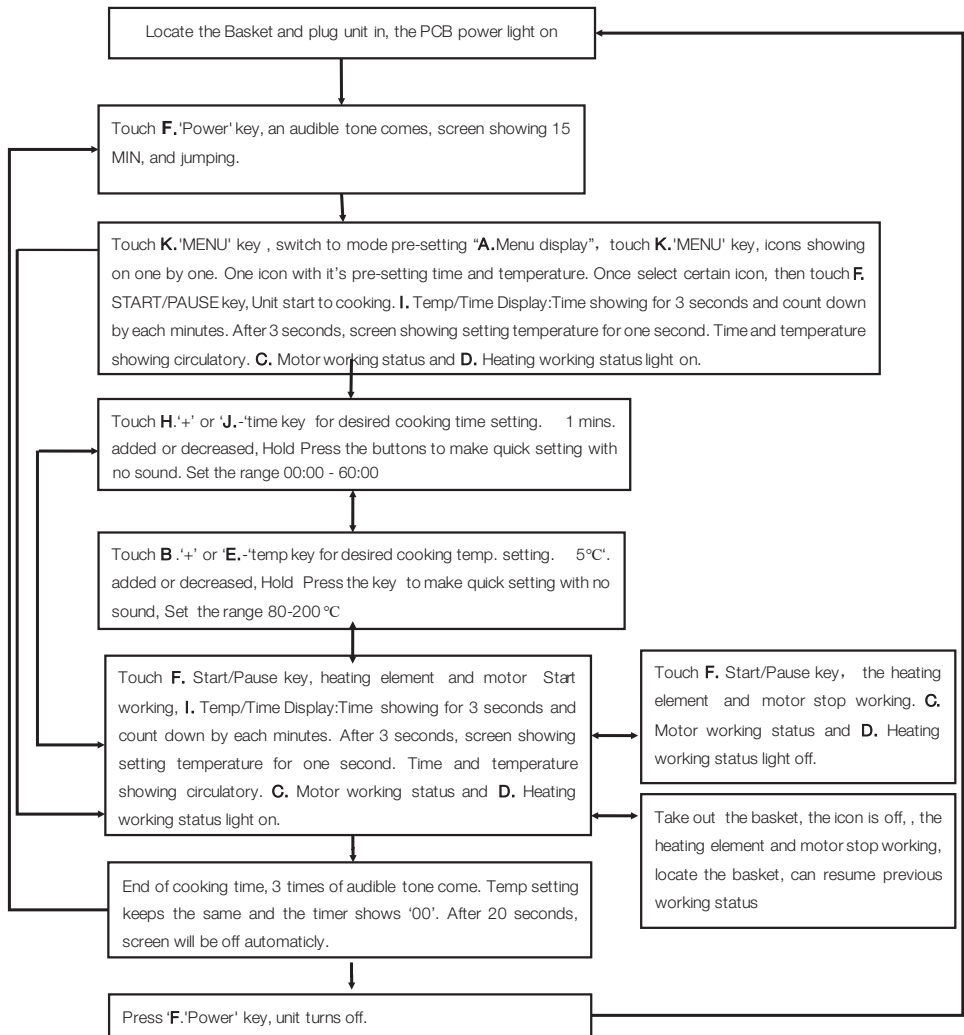 Locate the Basket and plug unit in, the PCB power light on
Touch F.'Power' key, an audible tone comes, screen showing 15
MIN, and jumping.
Touch K.'MENU' key , switch to mode pre-setting “A.Menu display”, touch K.'MENU' key, icons showing
on one by one. One icon with it's pre-setting time and temperature. Once select certain icon, then touch F.
START/PAUSE key, Unit start to cooking. I. Temp/Time Display:Time showing for 3 seconds and count down
by each minutes. After 3 seconds, screen showing setting temperature for one second. Time and temperature
showing circulatory. C. Motor working status and D. Heating working status light on.
Touch H.‘+’ or ‘J.-‘time key for desired cooking time setting. 1 mins.
added or decreased, Hold Press the buttons to make quick setting with
no sound. Set the range 00:00 - 60:00
Touch B .‘+’ or ‘E.-‘temp key for desired cooking temp. setting. 5℃‘.
added or decreased, Hold Press the key to make quick setting with no
sound, Set the range 80-200 ℃
Touch F. Start/Pause key, heating element and motor Start
working, I. Temp/Time Display:Time showing for 3 seconds and
count down by each minutes. After 3 seconds, screen showing
setting temperature for one second. Time and temperature
showing circulatory. C. Motor working status and D. Heating
working status light on.
Touch F. Start/Pause key, the heating
element and motor stop working. C.
Motor working status and D. Heating
working status light off.
Take out the basket, the icon is off, , the
heating element and motor stop working,
locate the basket, can resume previous
working status
End of cooking time, 3 times of audible tone come. Temp setting
keeps the same and the timer shows ‘00’. After 20 seconds,
screen will be off automaticly.
Press ‘F.'Power' key, unit turns off.